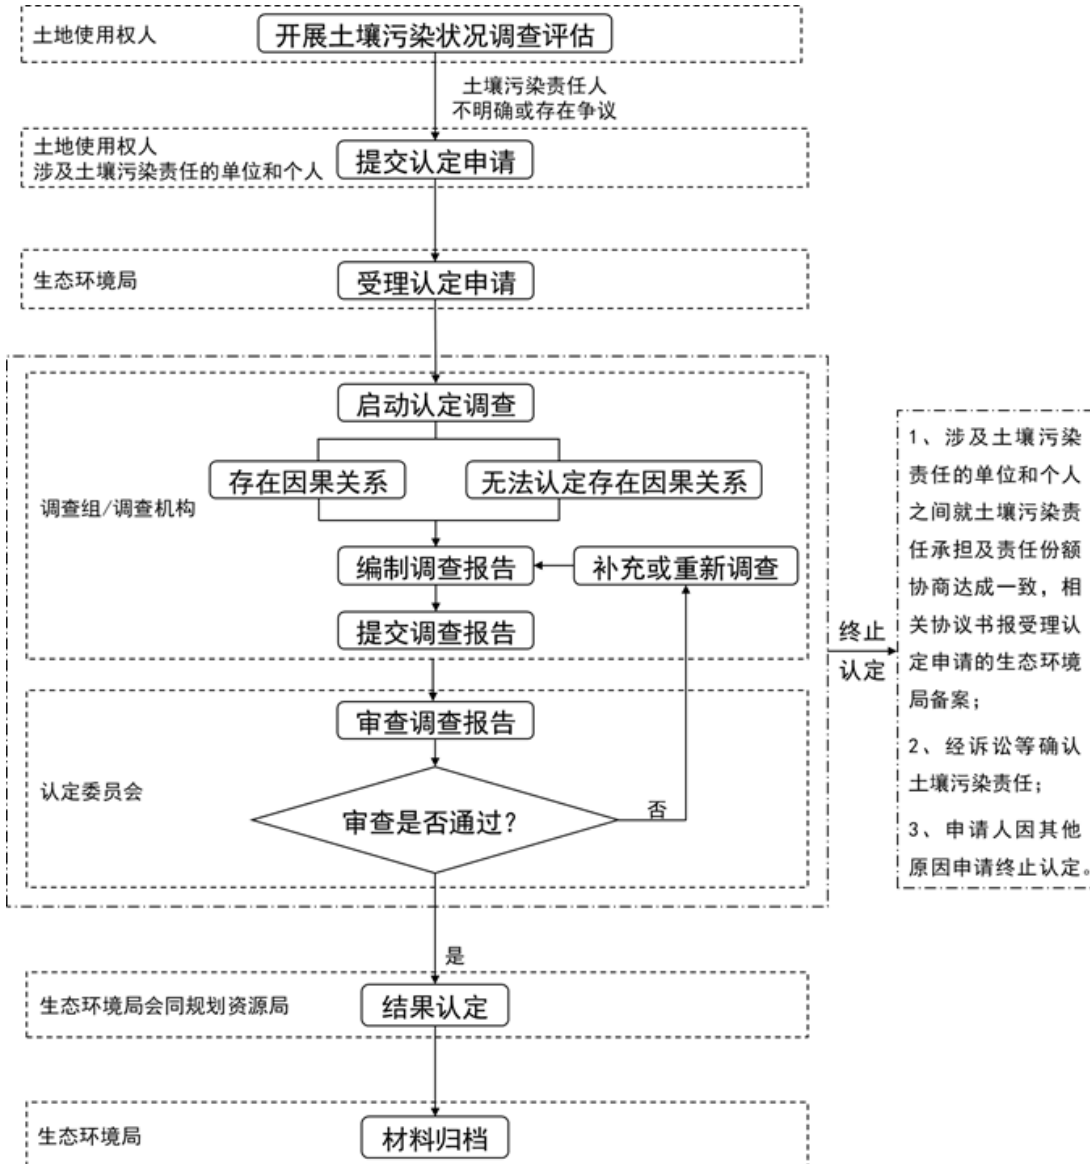 土地使用权人
开展土壤污染状况调查评估
土壤污染责任人
不明确或存在争议
土地使用权人
涉及土壤污染责任的单位和个人
提交认定申请
生态环境局
受理认定申请
启动认定调查
存在因果关系
无法认定存在因果关系
调查组/调查机构
编制调查报告
补充或重新调查
提交调查报告
审查调查报告
认定委员会
审查是否通过?
否
是
终止
认定
1、涉及土壤污染
责任的单位和个人
之间就土壤污染责
任承担及责任份额
协商达成一致，相
关协议书报受理认
定申请的生态环境
局备案；
2、经诉讼等确认
土壤污染责任；
3、申请人因其他
原因申请终止认定。
生态环境局会同规划资源局
结果认定
生态环境局
材料归档